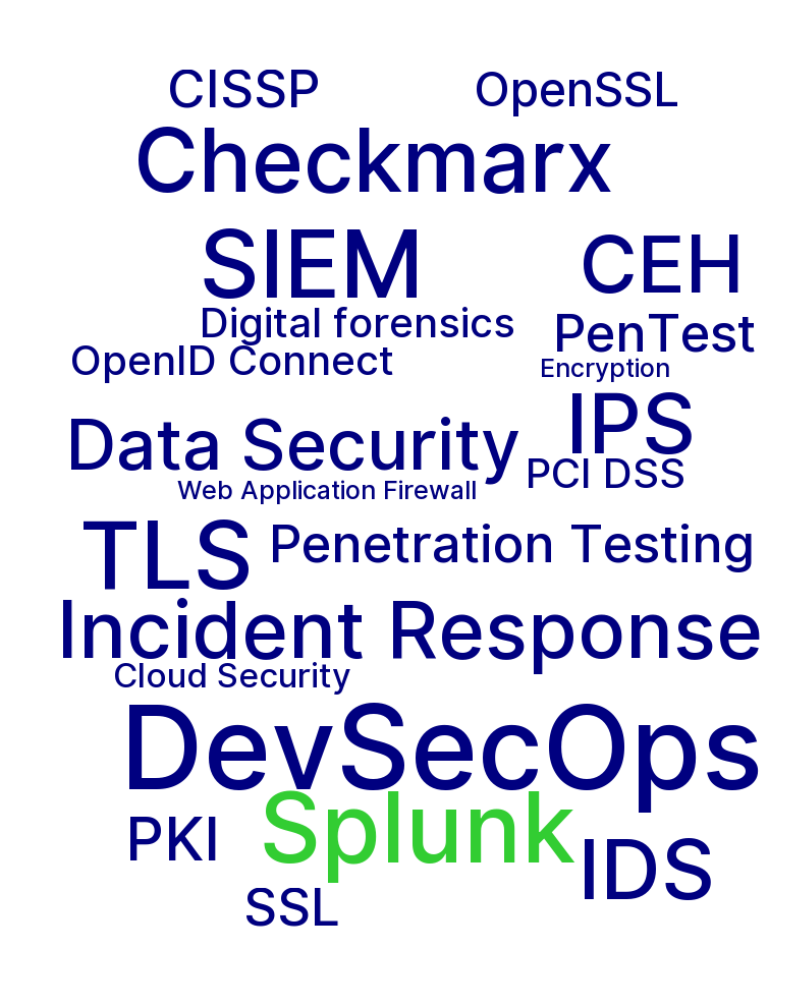 CISSP
OpenSSL
Checkmarx
SIEM
CEH
Digital forensics
PenTest
OpenID Connect
Encryption
IPS
Data Security
PCI DSS
Web Application Firewall
TLS
Penetration Testing
Incident Response
Cloud Security
DevSecOps
Splunk
PKI
IDS
SSL